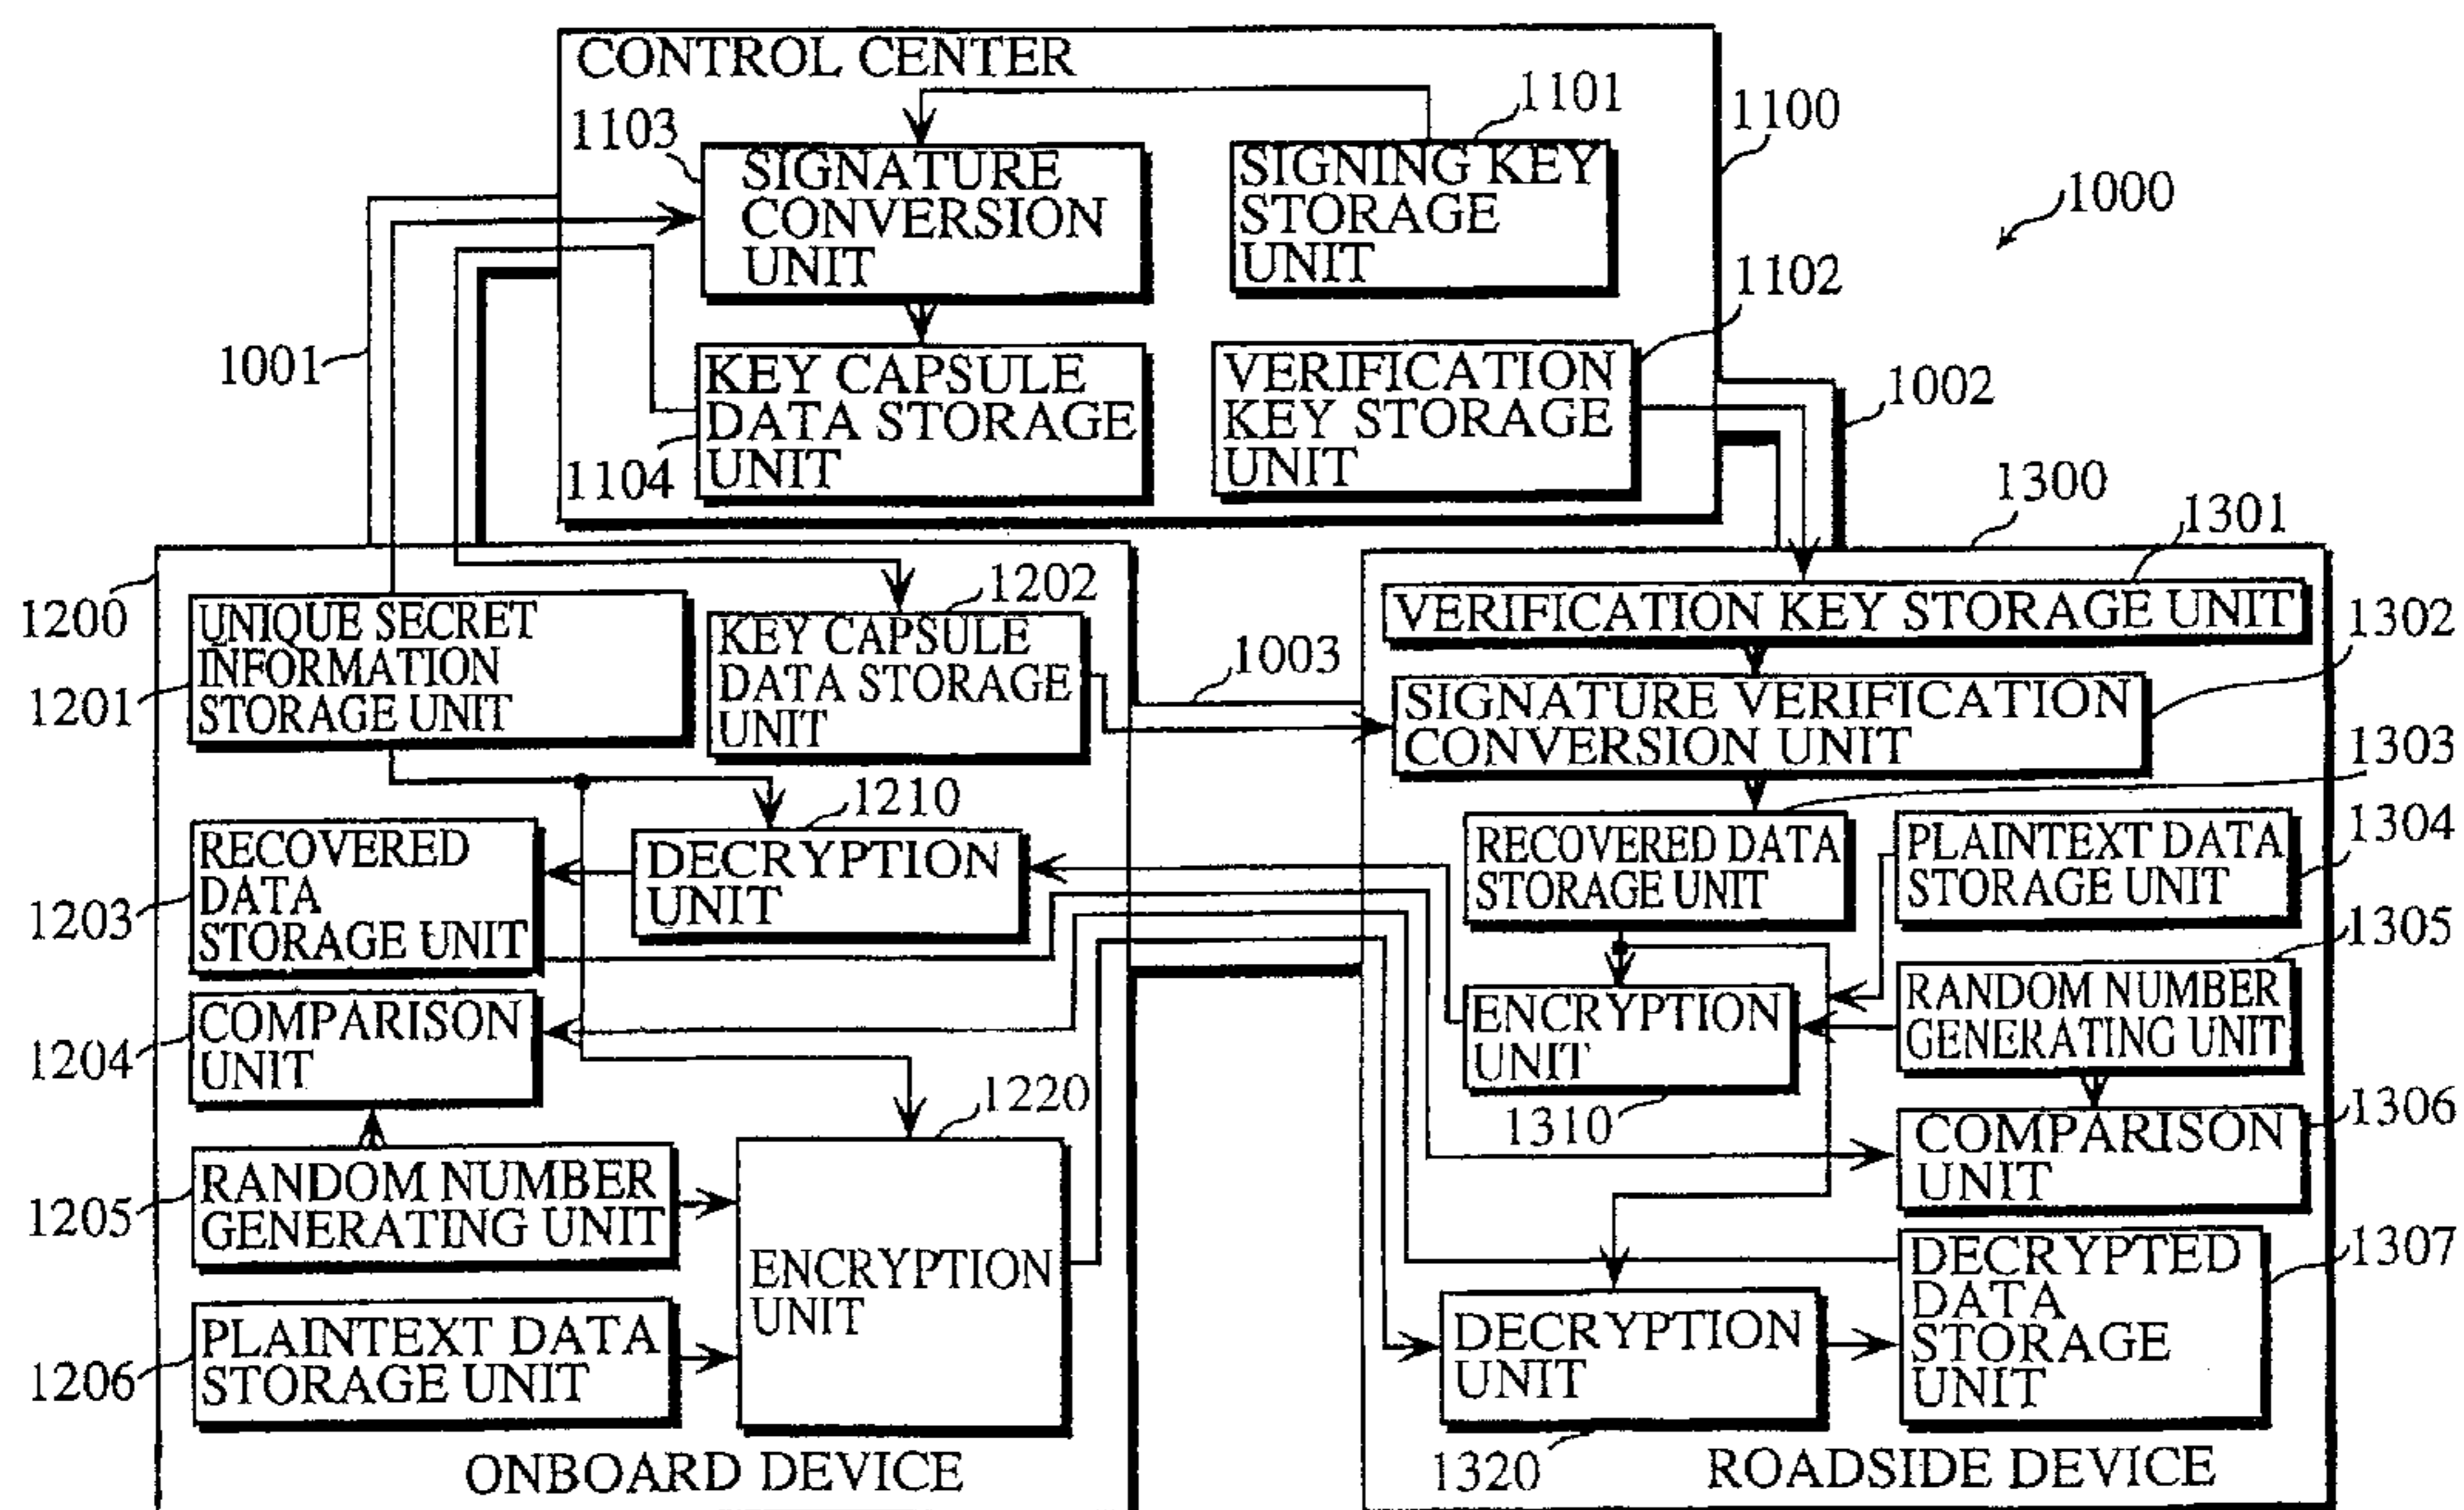 CONTROL CENTER
1101
1100
1103
SIGNATURE
CONVERSION
UNIT
SIGNING KEY
STORAGE
UNIT
1000
1102
1001
KEY CAPSULE
DATA STORAGE
UNIT
1104
VERIFICATION
KEY STORAGE
UNIT
1002
1300
1301
1200
UNIQUE SECRET
INFORMATION
STORAGE UNIT
1201
1202
KEY CAPSULE
DATA STORAGE
UNIT
1003
VERIFICATION KEY STORAGE UNIT
1302
SIGNATURE VERIFICATION
CONVERSION UNIT
1303
1210
RECOVERED
DATA
STORAGE UNIT
1203
DECRYPTION
UNIT
RECOVERED DATA
STORAGE UNIT
PLAINTEXT DATA
STORAGE UNIT
1304
1305
COMPARISON
UNIT
1204
ENCRYPTION
UNIT
1310
RANDOM NUMBER
GENERATING UNIT
1220
1306
COMPARISON
UNIT
RANDOM NUMBER
GENERATING UNIT
1205
ENCRYPTION
UNIT
DECRYPTED
DATA
STORAGE
UNIT
1307
PLAINTEXT DATA
STORAGE UNIT
1206
DECRYPTION
UNIT
1320
ONBOARD DEVICE
ROADSIDE DEVICE